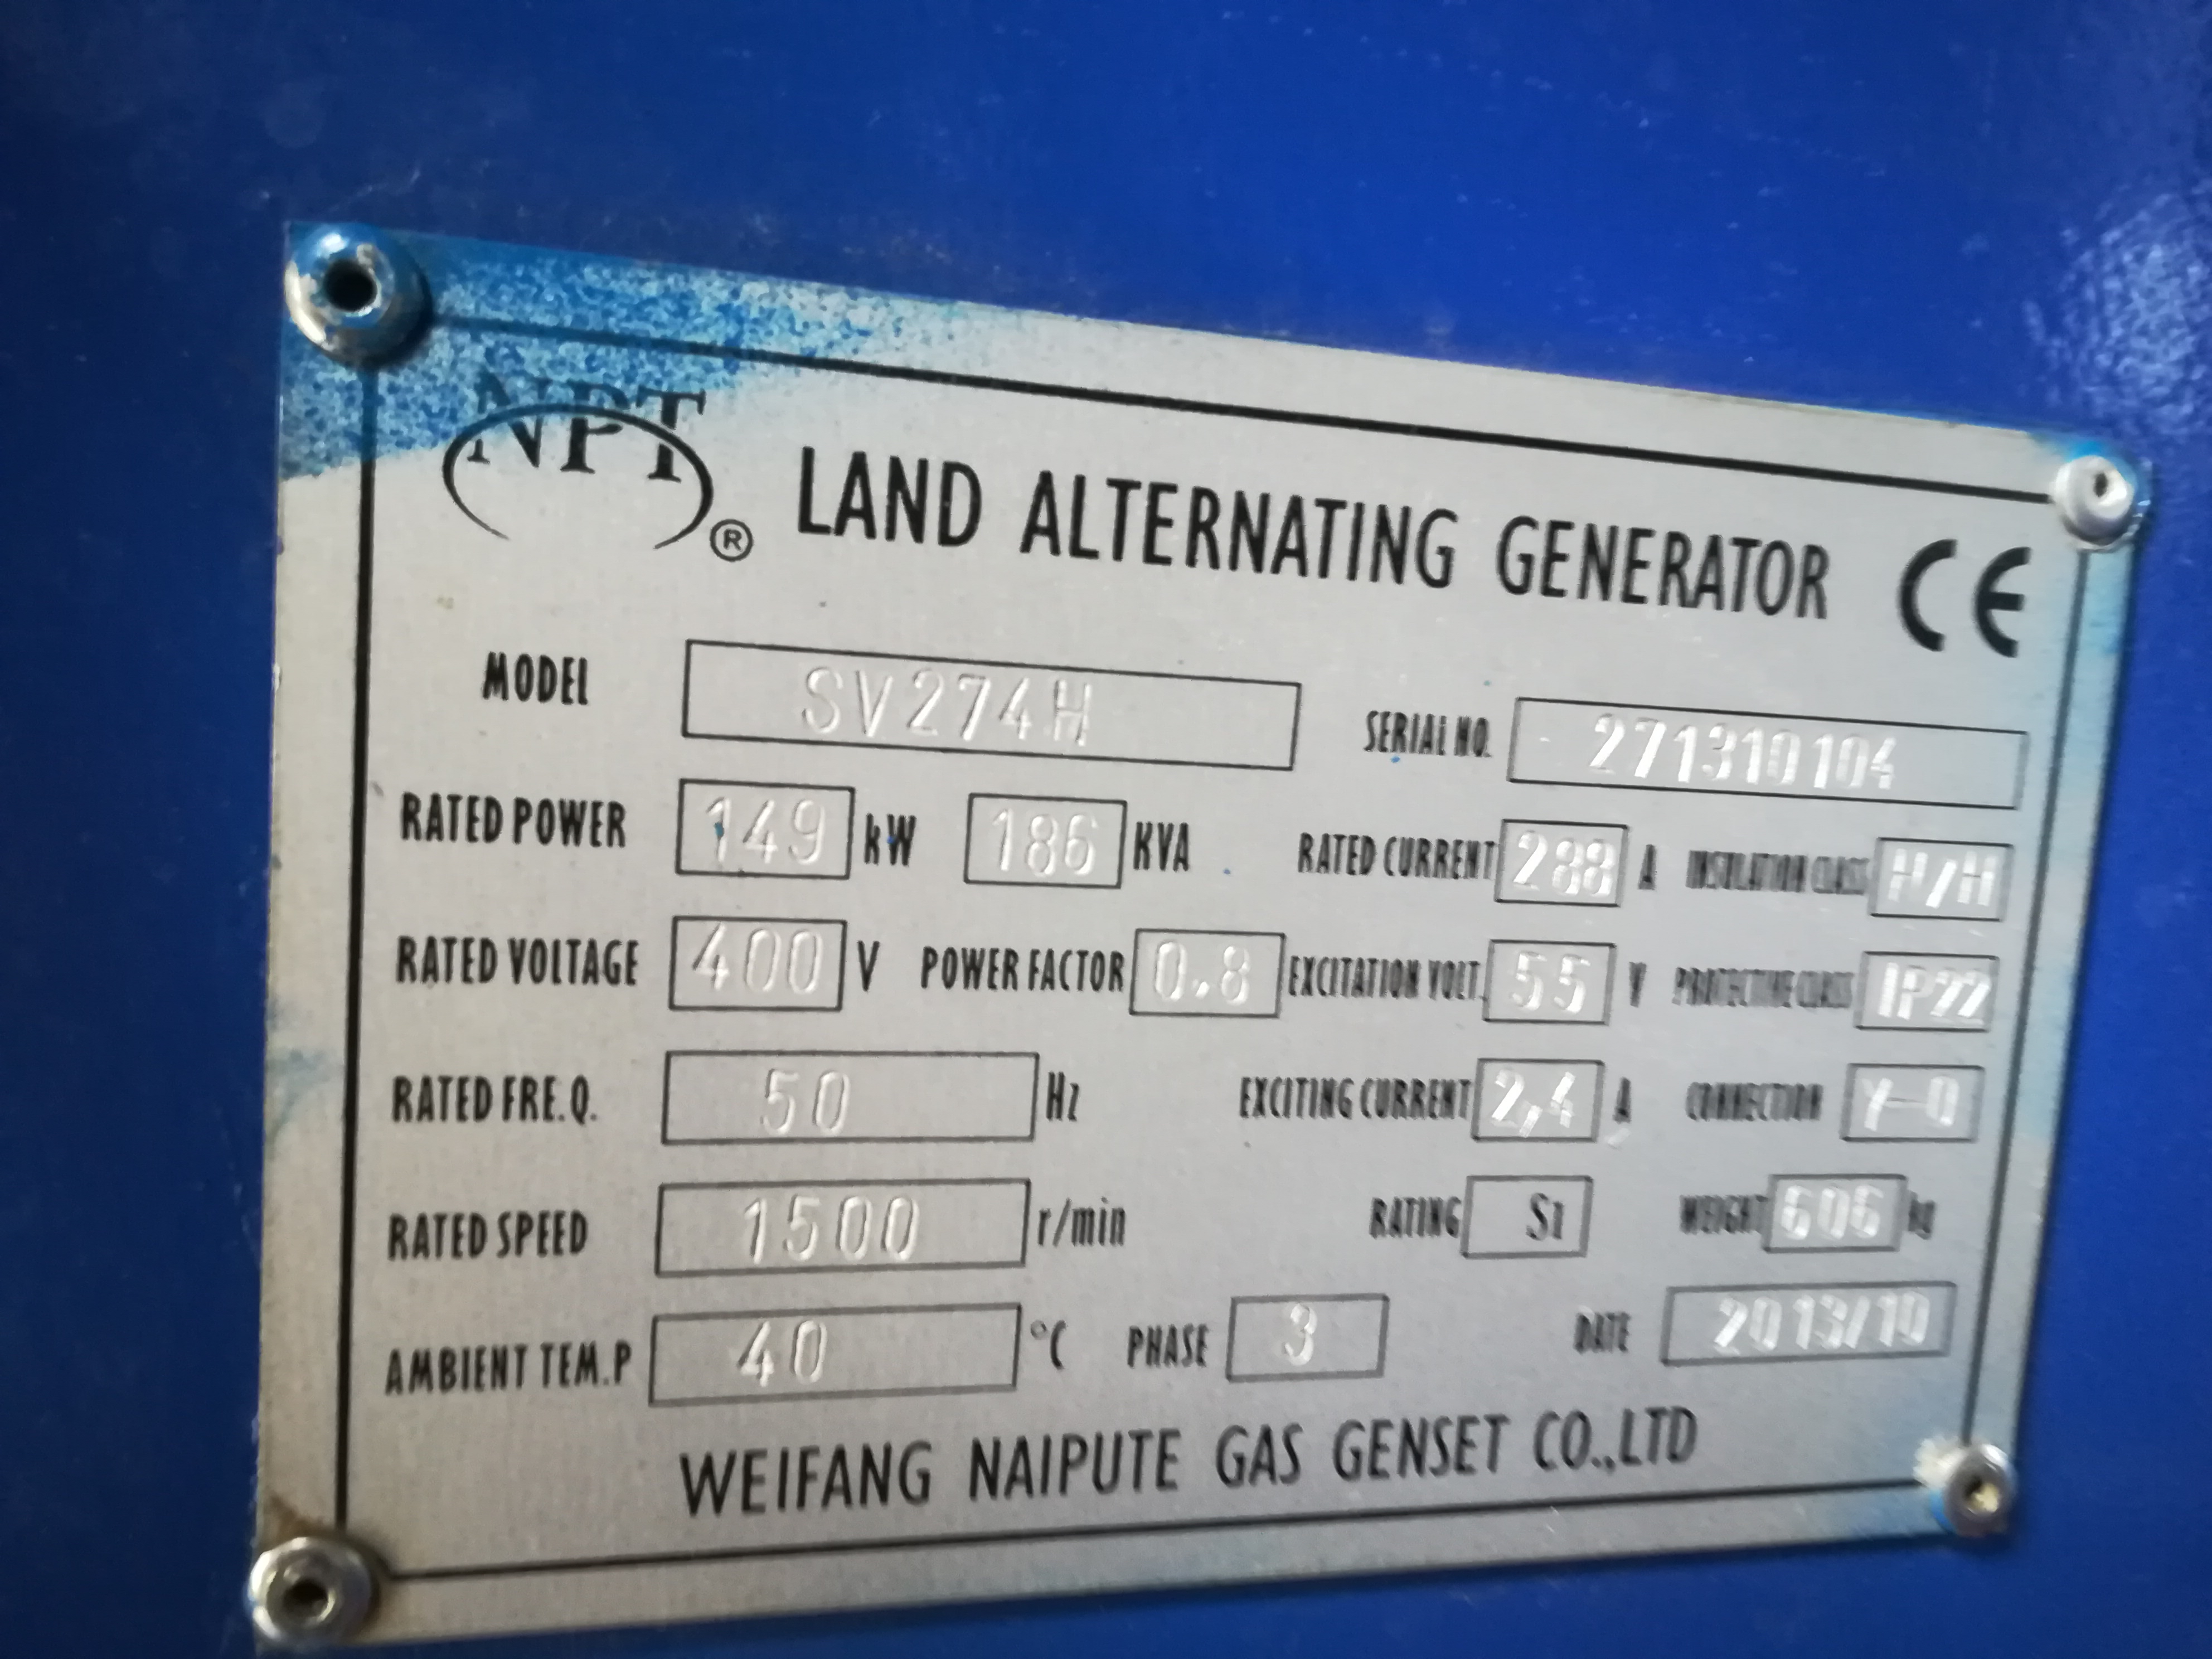 NPT ® LAND ALTERNATING GENERATOR CE
MODEL SV274H SERIAL NO. 271310104
RATED POWER 149 kW 186 KVA RATED CURRENT 288 A INSULATION CLASS H/H
RATED VOLTAGE 400 V POWER FACTOR 0.8 EXCITATION VOLT. 55 V PROTECTIVE CLASS IP22
RATED FRE.Q. 50 Hz EXCITING CURRENT 2,4 A CONNECTION Y-0
RATED SPEED 1500 r/min RATING S1 WEIGHT 606 kg
AMBIENT TEM.P 40 °C PHASE 3 DATE 2013/10
WEIFANG NAIPUTE GAS GENSET CO.,LTD